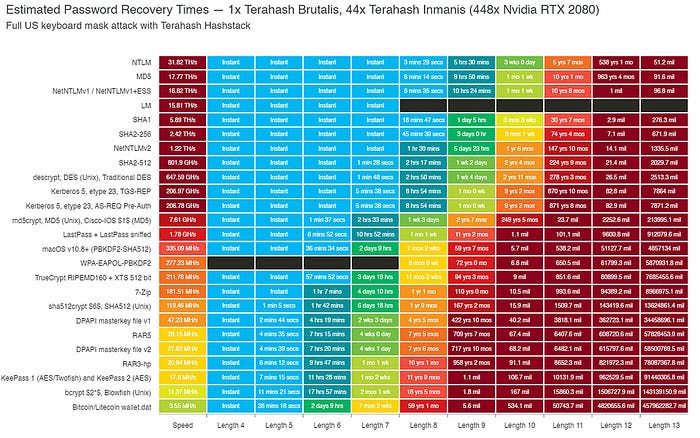 Estimated Password Recovery Times — 1x Terahash Brutalis, 44x Terahash Inmanis (448x Nvidia RTX 2080)
Full US keyboard mask attack with Terahash Hashstack
NTLM 31.82 TH/s Instant Instant Instant Instant 3 mins 29 secs 5 hrs 30 mins 3 wks 0 day 5 yrs 7 mos 538 yrs 1 mo 51.2 mil
MD5 17.77 TH/s Instant Instant Instant Instant 6 mins 14 secs 9 hrs 50 mins 1 mo 1 wk 10 yrs 1 mo 963 yrs 4 mos 91.6 mil
NetNTLMv1 / NetNTLMv1+ESS 16.82 TH/s Instant Instant Instant Instant 6 mins 35 secs 10 hrs 24 mins 1 mo 1 wk 10 yrs 8 mos 1 mil 96.8 mil
LM 15.81 TH/s Instant Instant Instant Instant
SHA1 5.89 TH/s Instant Instant Instant Instant 18 mins 47 secs 1 day 5 hrs 3 mos 3 wks 30 yrs 7 mos 2.9 mil 276.3 mil
SHA2-256 2.42 TH/s Instant Instant Instant Instant 45 mins 39 secs 3 days 0 hr 9 mos 1 wk 74 yrs 4 mos 7.1 mil 671.9 mil
NetNTLMv2 1.22 TH/s Instant Instant Instant Instant 1 hr 30 mins 5 days 23 hrs 1 yr 6 mos 147 yrs 10 mos 14.1 mil 1335.5 mil
SHA2-512 801.9 GH/s Instant Instant Instant 1 min 28 secs 2 hrs 17 mins 1 wk 2 days 2 yrs 4 mos 224 yrs 9 mos 21.4 mil 2029.7 mil
descrypt, DES (Unix), Traditional DES 647.59 GH/s Instant Instant Instant 1 min 48 secs 2 hrs 50 mins 1 wk 4 days 2 yrs 11 mos 278 yrs 3 mos 26.5 mil 2513.3 mil
Kerberos 5, etype 23, TGS-REP 206.97 GH/s Instant Instant Instant 5 mins 38 secs 8 hrs 54 mins 1 mo 0 wk 9 yrs 2 mos 870 yrs 10 mos 82.8 mil 7864 mil
Kerberos 5, etype 23, AS-REQ Pre-Auth 206.78 GH/s Instant Instant Instant 5 mins 38 secs 8 hrs 54 mins 1 mo 0 wk 9 yrs 2 mos 871 yrs 8 mos 82.9 mil 7871.2 mil
md5crypt, MD5 (Unix), Cisco-IOS $1$ (MD5) 7.61 GH/s Instant Instant 1 min 37 secs 2 hrs 33 mins 1 wk 3 days 2 yrs 7 mos 249 yrs 5 mos 23.7 mil 2252.6 mil 213995.1 mil
LastPass + LastPass sniffed 1.78 GH/s Instant Instant 6 mins 52 secs 10 hrs 52 mins 1 mo 1 wk 11 yrs 2 mos 1.1 mil 101.1 mil 9600.8 mil 912079.6 mil
macOS v10.8+ (PBKDF2-SHA512) 335.09 MH/s Instant Instant 36 mins 34 secs 2 days 9 hrs 7 mos 2 wks 59 yrs 7 mos 5.7 mil 538.2 mil 51127.7 mil 4857134 mil
WPA-EAPOL-PBKDF2 277.23 MH/s 9 mos 0 wk 72 yrs 0 mo 6.8 mil 650.5 mil 61799.3 mil 5870931.8 mil
TrueCrypt RIPEMD160 + XTS 512 bit 211.78 MH/s Instant Instant 57 mins 52 secs 3 days 19 hrs 11 mos 3 wks 94 yrs 3 mos 9 mil 851.6 mil 80905 mil 7685455.6 mil
7-Zip 181.51 MH/s Instant Instant 1 hr 7 mins 4 days 10 hrs 1 yr 1 mo 110 yrs 0 mo 10.5 mil 993.6 mil 94389.2 mil 8966975.1 mil
sha512crypt $6$, SHA512 (Unix) 119.46 MH/s Instant 1 min 5 secs 1 hr 42 mins 6 days 18 hrs 1 yr 9 mos 167 yrs 2 mos 15.9 mil 1509.7 mil 143419.6 mil 13624861.4 mil
DPAPI masterkey file v1 47.23 MH/s Instant 2 mins 44 secs 4 hrs 19 mins 2 wks 3 days 4 yrs 5 mos 422 yrs 10 mos 40.2 mil 3818.1 mil 362723.1 mil 34458696.1 mil
RAR5 28.15 MH/s Instant 4 mins 35 secs 7 hrs 15 mins 4 wks 0 day 7 yrs 5 mos 709 yrs 7 mos 67.4 mil 6407.6 mil 608720.6 mil 57828453.9 mil
DPAPI masterkey file v2 27.82 MH/s Instant 4 mins 39 secs 7 hrs 20 mins 4 wks 1 day 7 yrs 6 mos 717 yrs 10 mos 68.2 mil 6482.1 mil 615797.6 mil 58500769.5 mil
RAR3-hp 20.84 MH/s Instant 6 mins 12 secs 9 hrs 47 mins 1 mo 1 wk 10 yrs 1 mo 958 yrs 2 mos 91.1 mil 8652.3 mil 821972.3 mil 78087367.8 mil
KeePass 1 (AES/Twofish) and KeePass 2 (AES) 17.8 MH/s Instant 7 mins 15 secs 11 hrs 28 mins 1 mo 2 wks 11 yrs 9 mos 1.1 mil 106.7 mil 10131.9 mil 962529.5 mil 91440305.8 mil
bcrypt $2*$, Blowfish (Unix) 11.37 MH/s Instant 11 mins 21 secs 17 hrs 57 mins 2 mos 1 wk 18 yrs 5 mos 1.8 mil 167 mil 15860.3 mil 1506727.9 mil 143139150.9 mil
Bitcoin/Litecoin wallet.dat 3.55 MH/s Instant 36 mins 18 secs 2 days 9 hrs 7 mos 2 wks 59 yrs 1 mo 5.6 mil 534.1 mil 50743.7 mil 4820655.6 mil 457962282.7 mil
Speed Length 4 Length 5 Length 6 Length 7 Length 8 Length 9 Length 10 Length 11 Length 12 Length 13